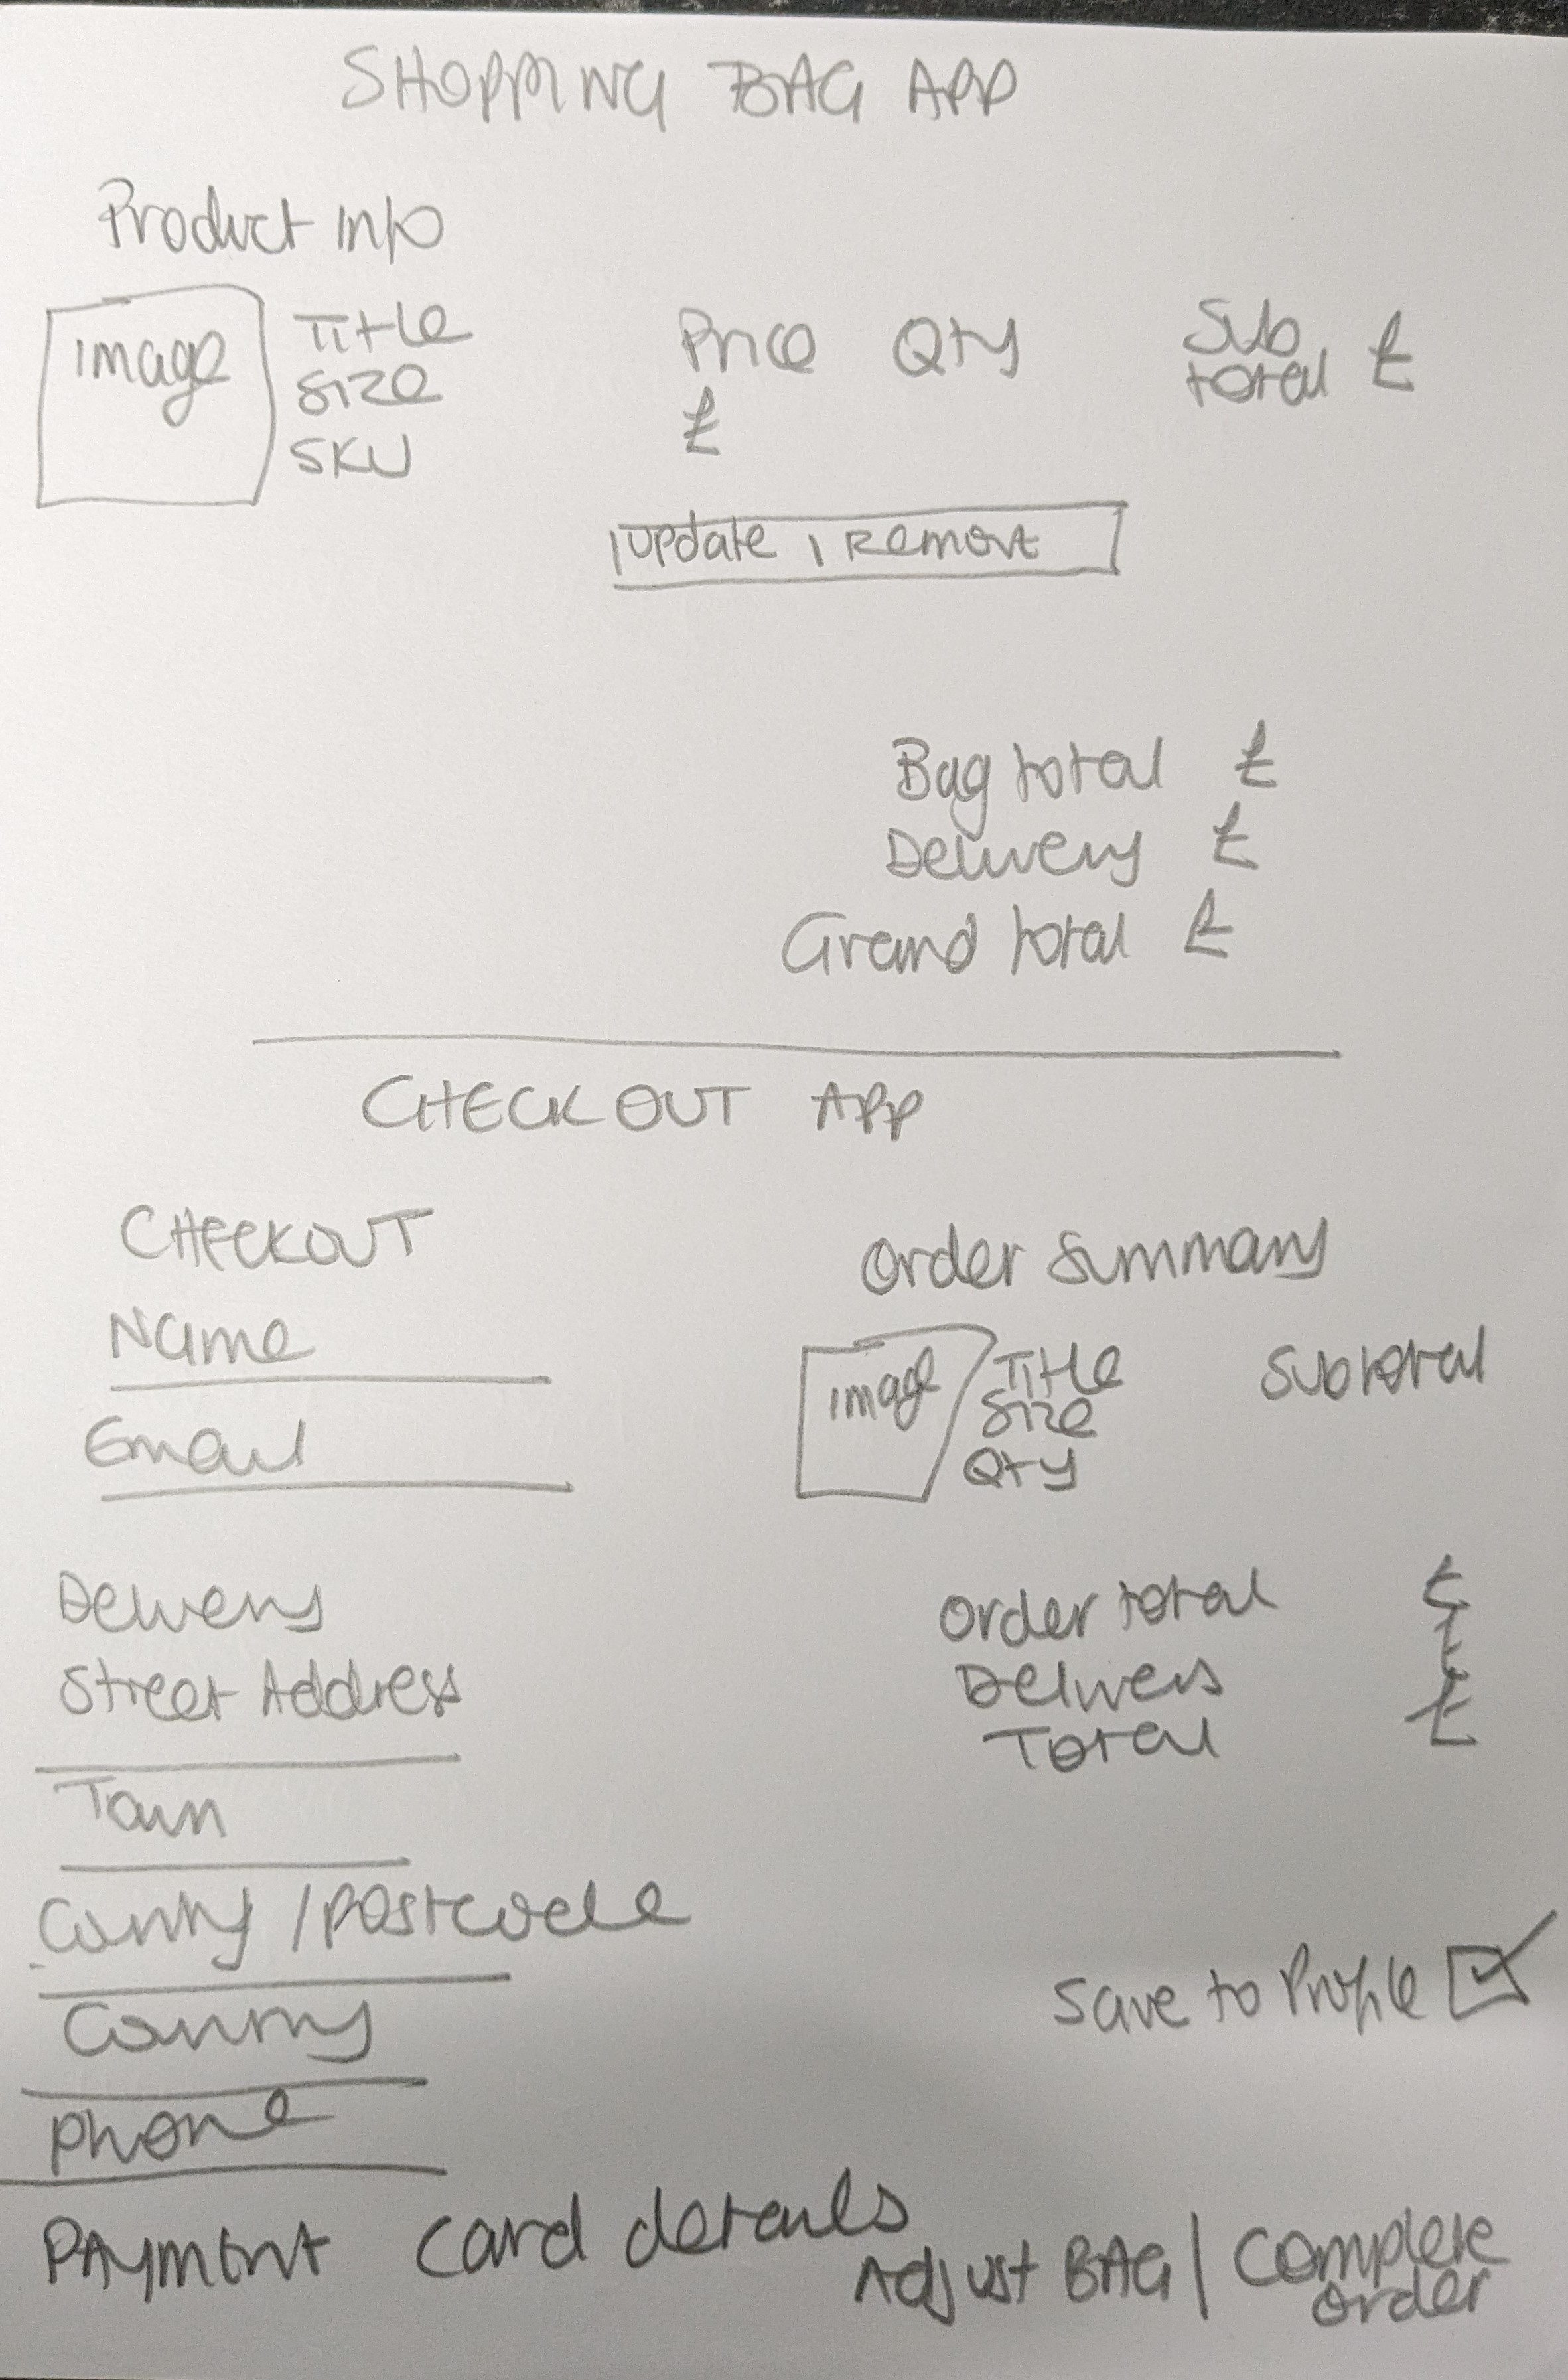 SHOPPING BAG APP
Product info
image
Title
Size
SKU
Price Qty
£
Sub
total £
update | Remove
Bag total £
Delivery £
Grand total £
CHECKOUT APP
CHECKOUT
Name
Email
Delivery
Street Address
Town
County / Postcode
Country
Phone
Payment Card details
Order Summary
image
Title
Size
Qty
Subtotal
Order total £
Delivery £
Total £
Save to Profile
Adjust BAG | Complete
order